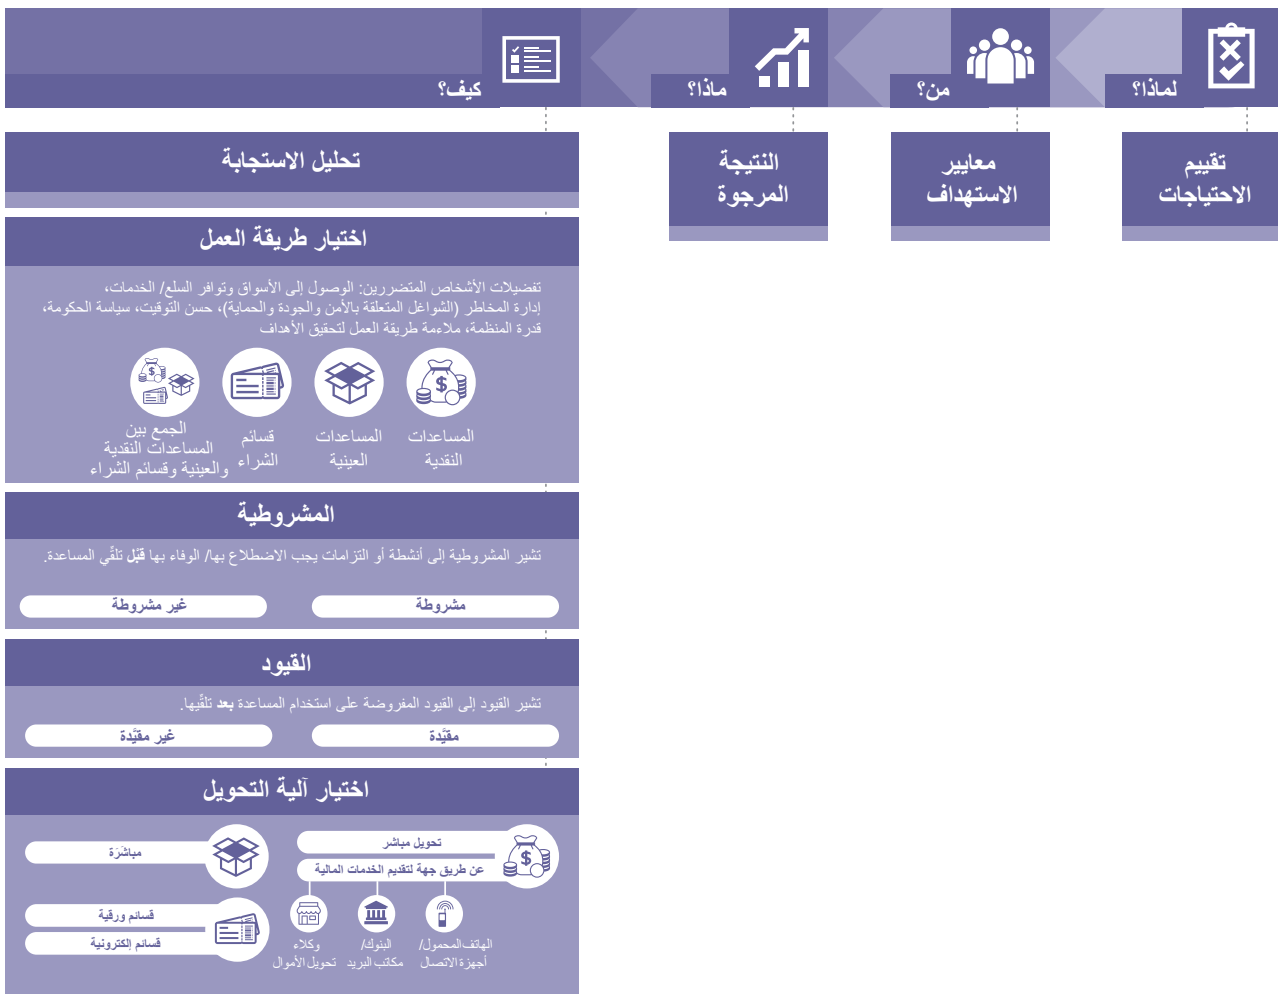 لماذا؟
من؟
ماذا؟
كيف؟
تقييم
الاحتياجات
معايير
الاستهداف
النتيجة
المرجوة
تحليل الاستجابة
اختيار طريقة العمل
تفضيلات الأشخاص المتضررين: الوصول إلى الأسواق وتوافر السلع/ الخدمات،
إدارة المخاطر (الشواغل المتعلقة بالأمن والجودة والحماية)، حسن التوقيت، سياسة الحكومة،
قدرة المنظمة، ملاءمة طريقة العمل لتحقيق الأهداف
المساعدات
النقدية
المساعدات
العينية
قسائم
الشراء
الجمع بين
المساعدات النقدية
والعينية وقسائم الشراء
المشروطية
تشير المشروطية إلى أنشطة أو التزامات يجب الاضطلاع بها/ الوفاء بها قبْل تلقّي المساعدة.
مشروطة
غير مشروطة
القيود
تشير القيود إلى القيود المفروضة على استخدام المساعدة بعد تلقِّيها.
مقيَّدة
غير مقيَّدة
اختيار آلية التحويل
تحويل مباشر
عن طريق جهة لتقديم الخدمات المالية
الهاتف المحمول/
أجهزة الاتصال
البنوك/
مكاتب البريد
وكلاء
تحويل الأموال
مباشَرَة
قسائم ورقية
قسائم إلكترونية